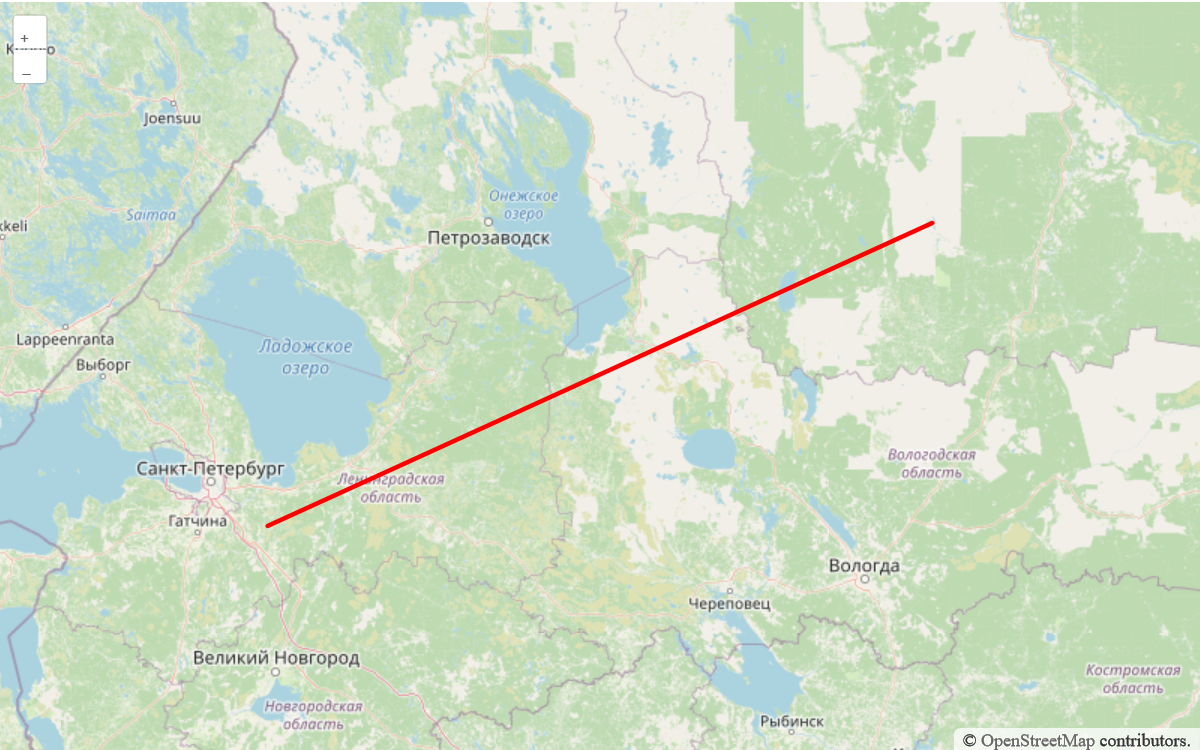 +
–
Joensuu
Saimaa
Онежское
озеро
Петрозаводск
Lappeenranta
Выборг
Ладожское
озеро
Санкт-Петербург
Ленинградская
область
Гатчина
Вологодская
область
Вологда
Череповец
Великий Новгород
Новгородская
область
Костромская
область
Рыбинск
© OpenStreetMap contributors.